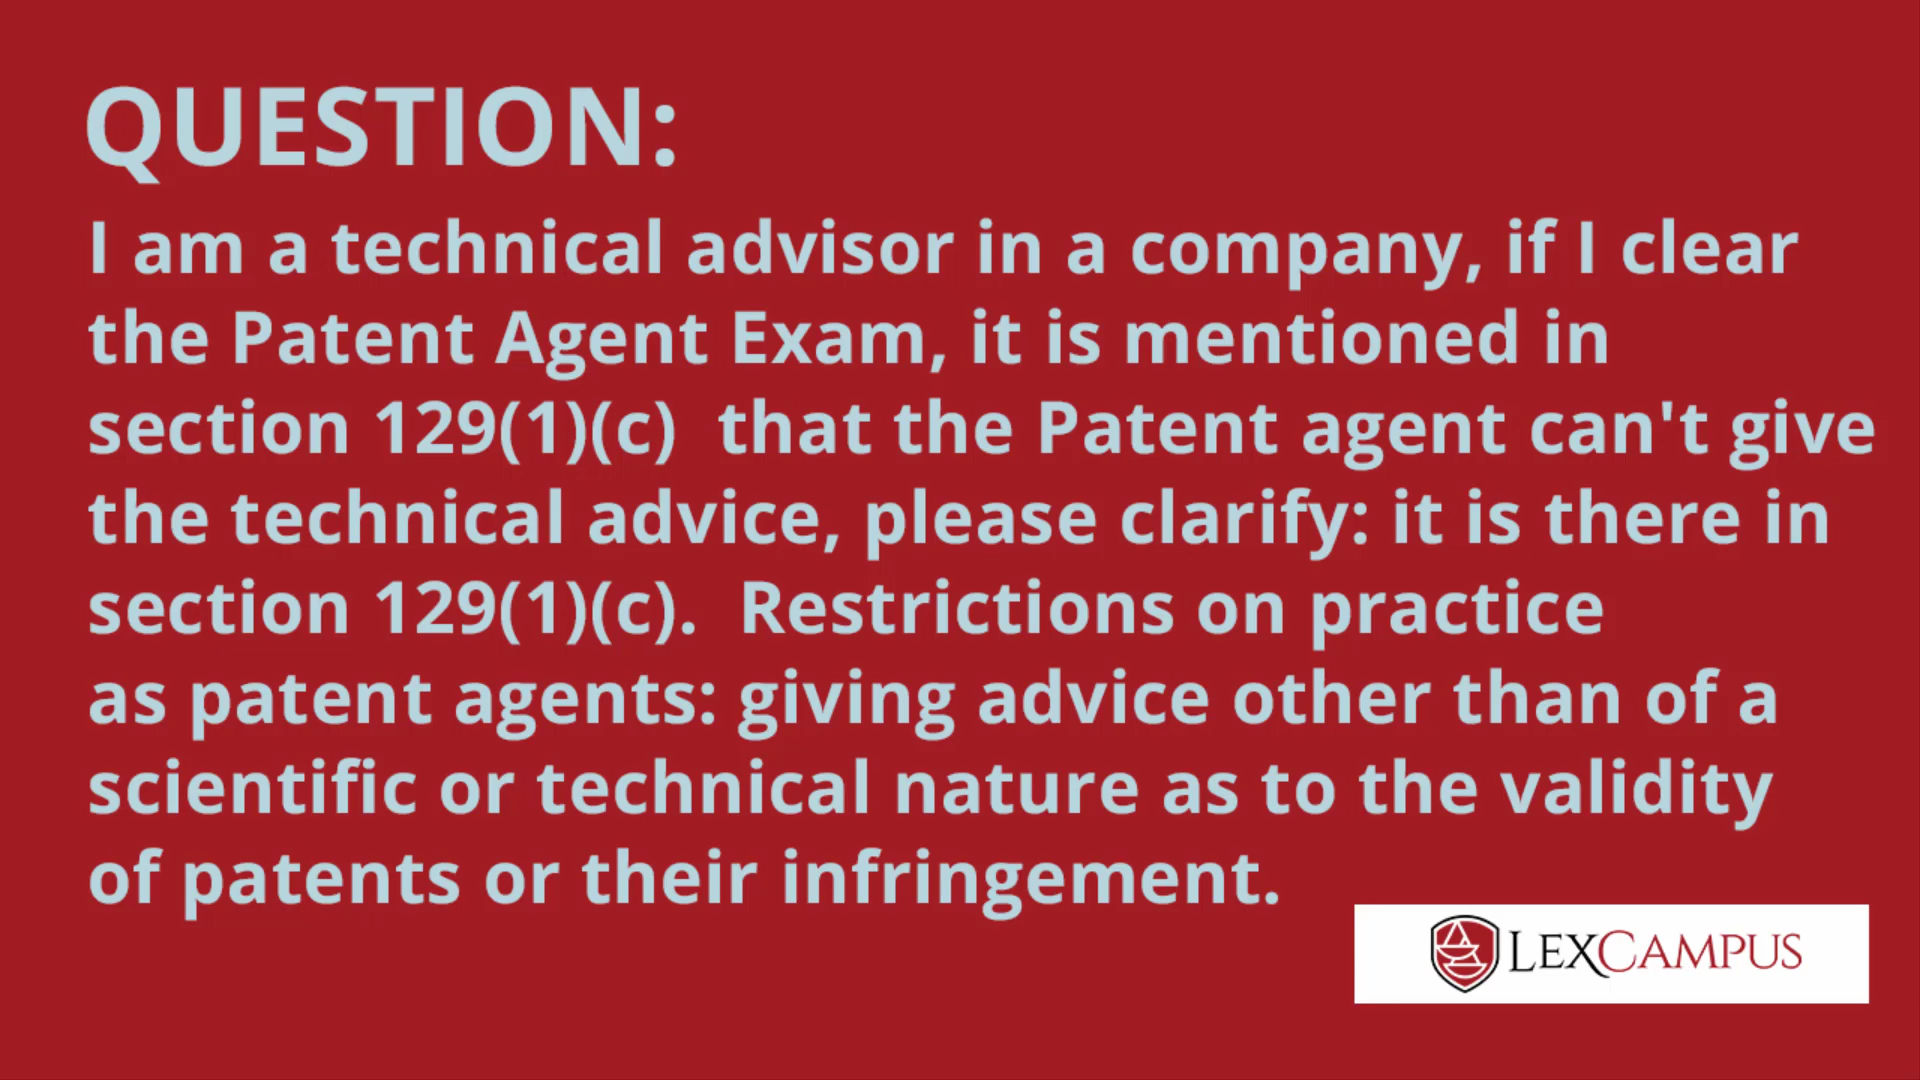 QUESTION:
I am a technical advisor in a company, if I clear
the Patent Agent Exam, it is mentioned in
section 129(1)(c)  that the Patent agent can't give
the technical advice, please clarify: it is there in
section 129(1)(c).  Restrictions on practice
as patent agents: giving advice other than of a
scientific or technical nature as to the validity
of patents or their infringement.
LEXCAMPUS